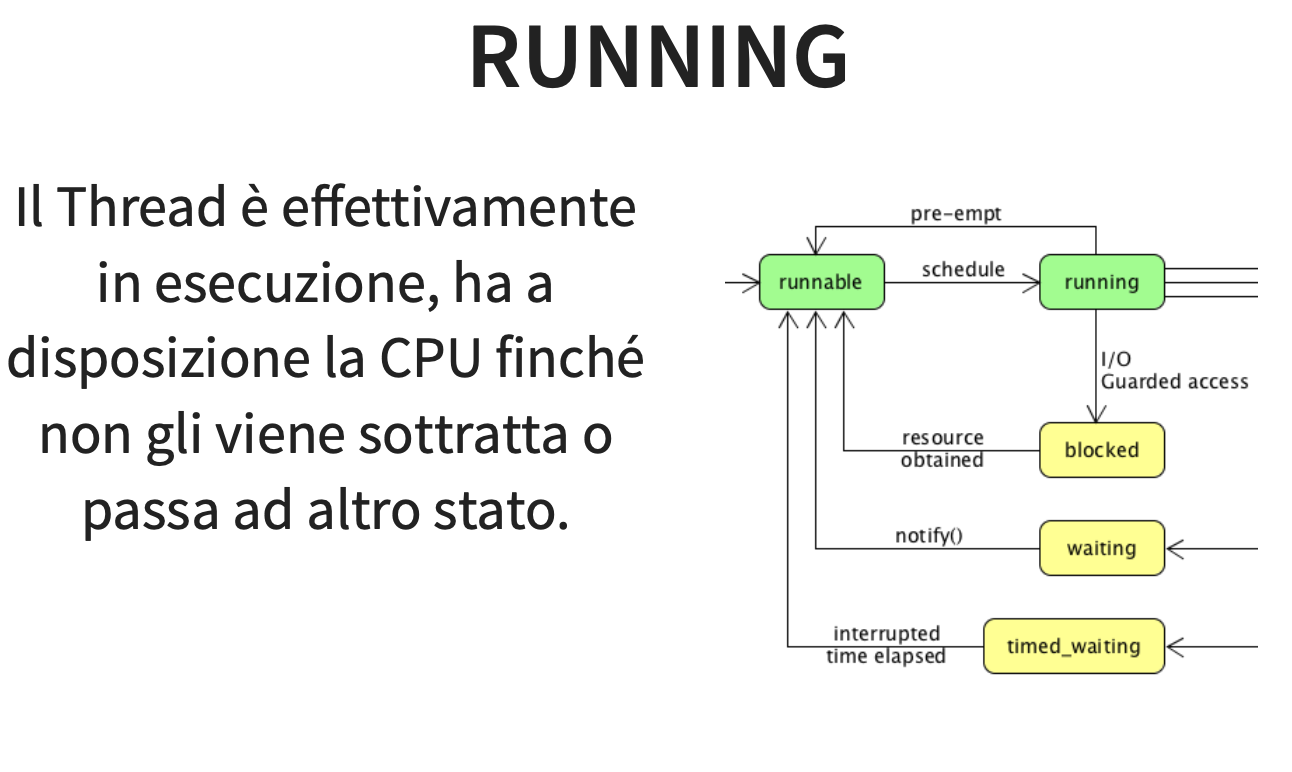 RUNNING
Il Thread è effettivamente
in esecuzione, ha a
disposizione la CPU finché
non gli viene sottratta o
passa ad altro stato.
pre-empt
runnable
schedule
running
I/O
Guarded access
resource
obtained
blocked
notify()
waiting
interrupted
time elapsed
timed_waiting